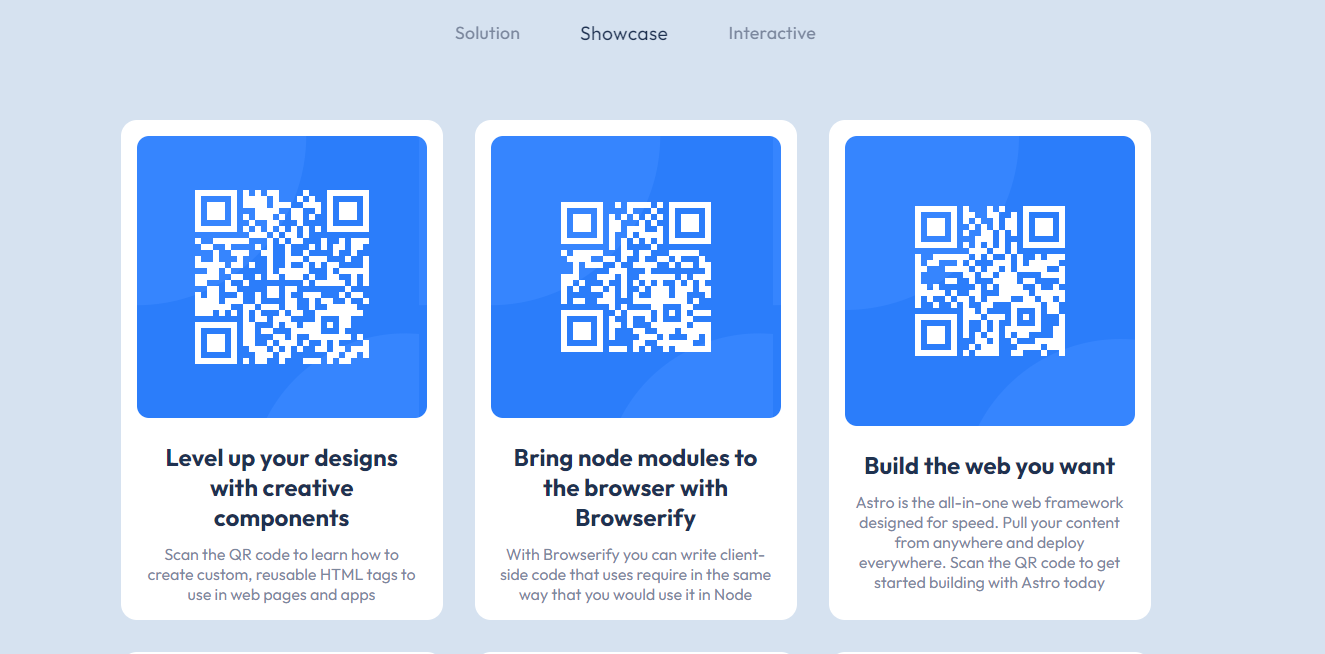 Solution
Showcase
Interactive
Level up your designs
with creative
components
Scan the QR code to learn how to
create custom, reusable HTML tags to
use in web pages and apps
Bring node modules to
the browser with
Browserify
With Browserify you can write client-
side code that uses require in the same
way that you would use it in Node
Build the web you want
Astro is the all-in-one web framework
designed for speed. Pull your content
from anywhere and deploy
everywhere. Scan the QR code to get
started building with Astro today